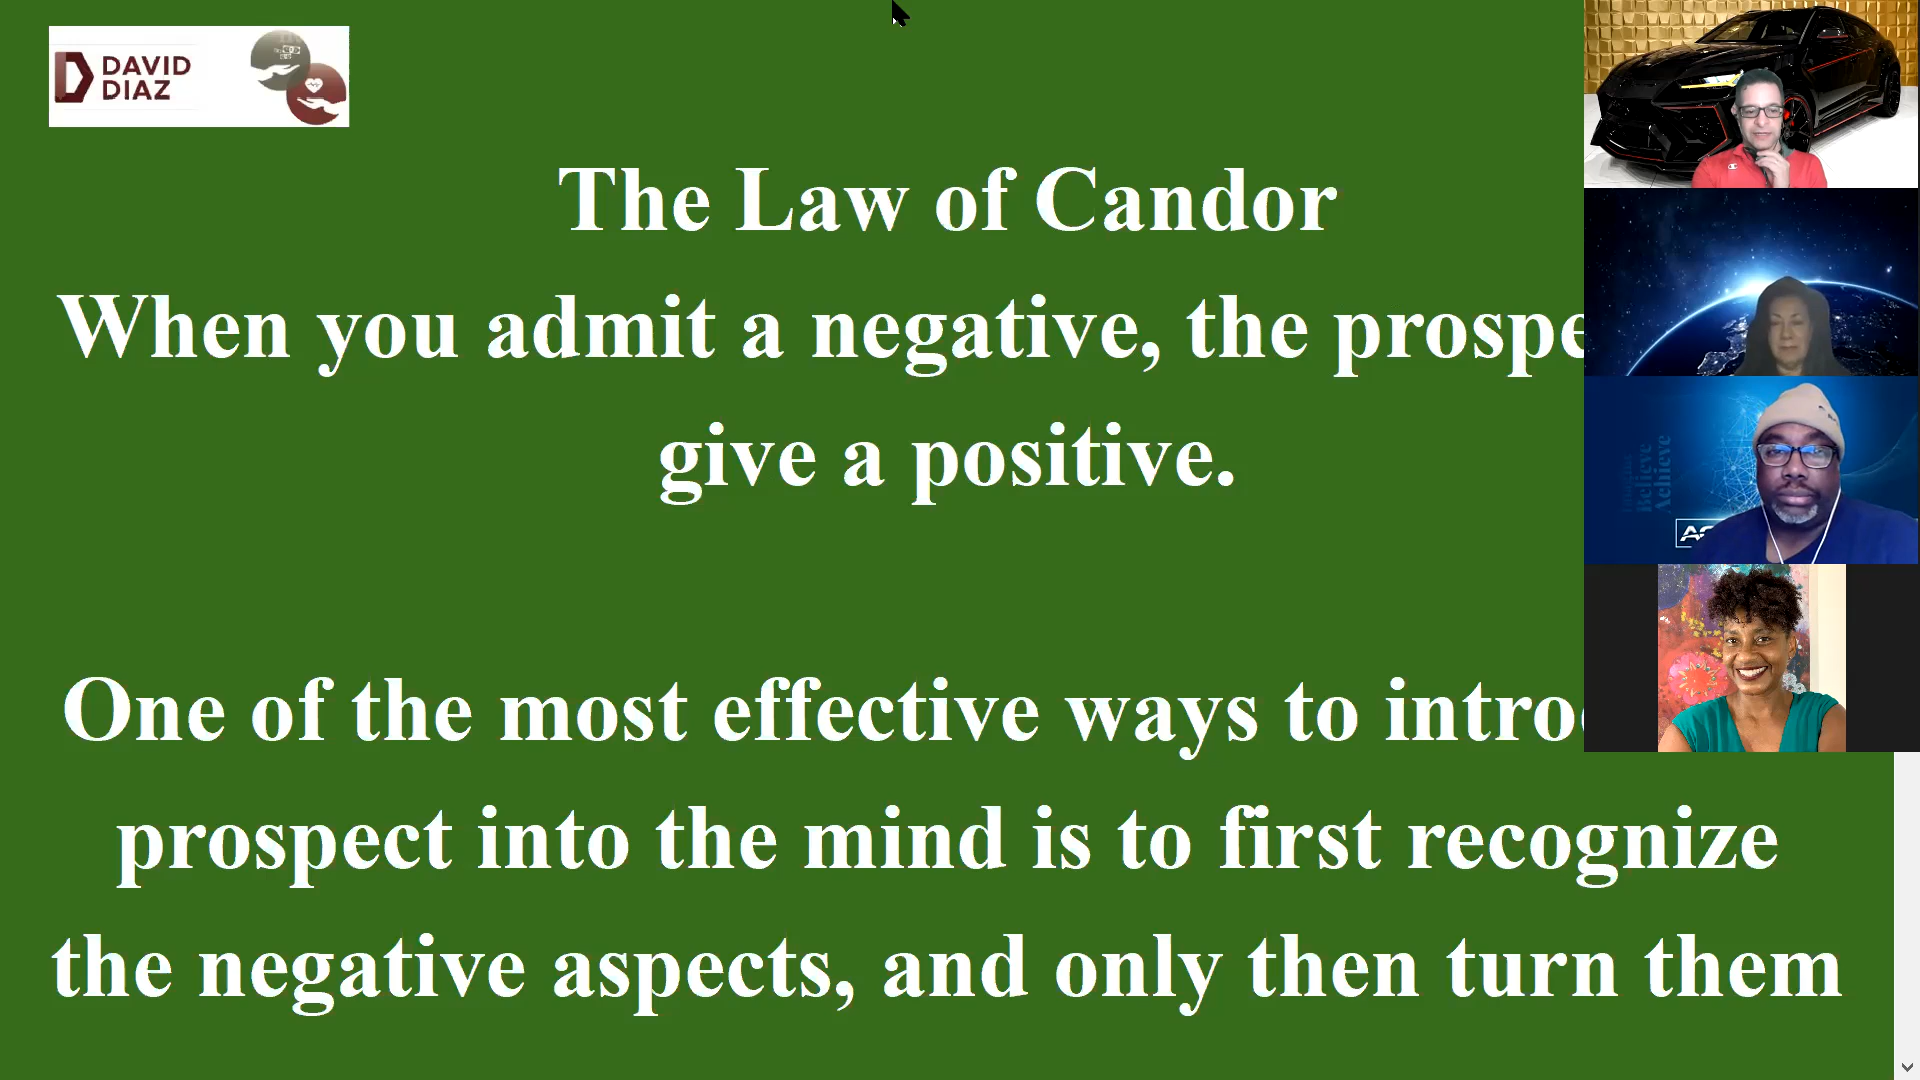 DAVID
DIAZ
The Law of Candor
When you admit a negative, the prospe
give a positive.
One of the most effective ways to intro
prospect into the mind is to first recognize
the negative aspects, and only then turn them
Believe
Achieve